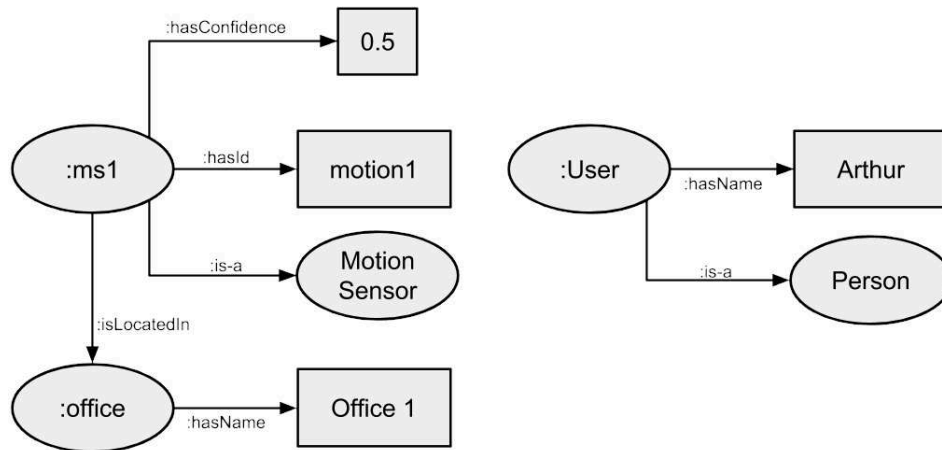 :hasConfidence
0.5
:ms1
:hasId
motion1
:is-a
Motion
Sensor
:isLocatedIn
:office
:hasName
Office 1
:User
:hasName
Arthur
:is-a
Person